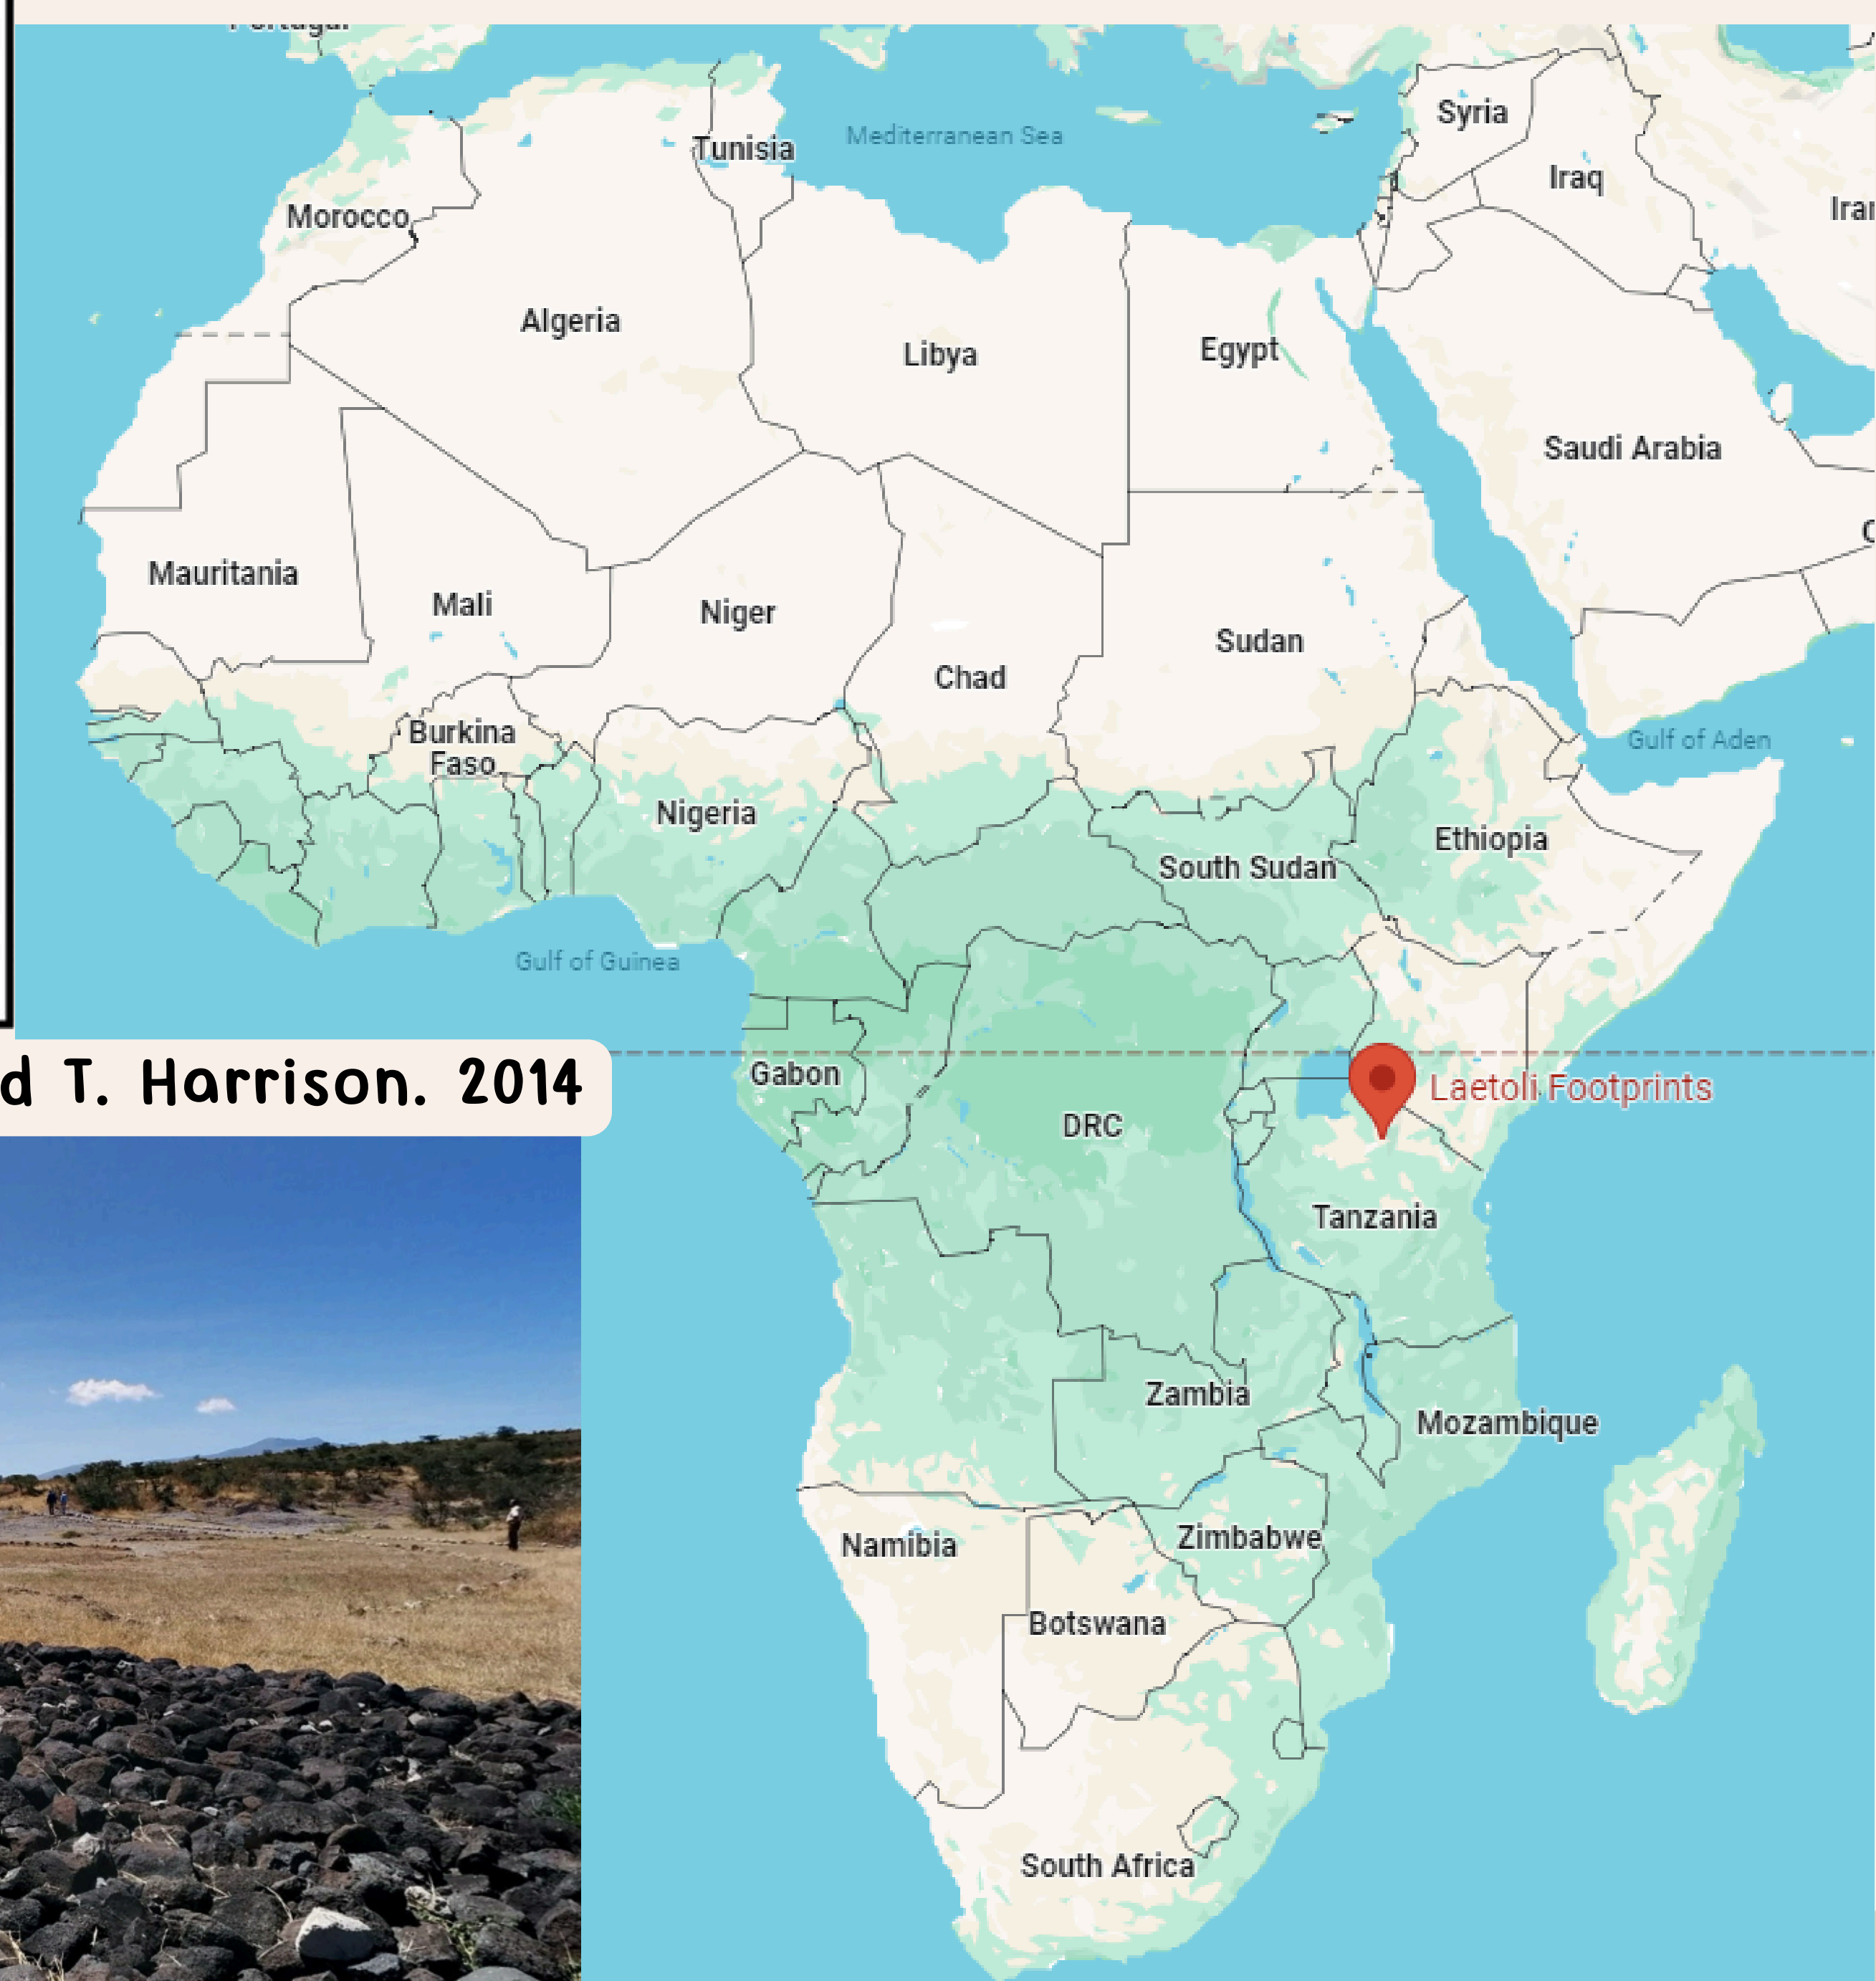 Portugal
Syria
Mediterranean Sea
Tunisia
Iraq
Morocco
Algeria
Libya
Egypt
Saudi Arabia
Mauritania
Mali
Niger
Sudan
Chad
Burkina
Faso
Gulf of Aden
Nigeria
Ethiopia
South Sudan
Gulf of Guinea
Gabon
d T. Harrison. 2014
Laetoli Footprints
DRC
Tanzania
Zambia
Mozambique
Zimbabwe
Namibia
Botswana
South Africa